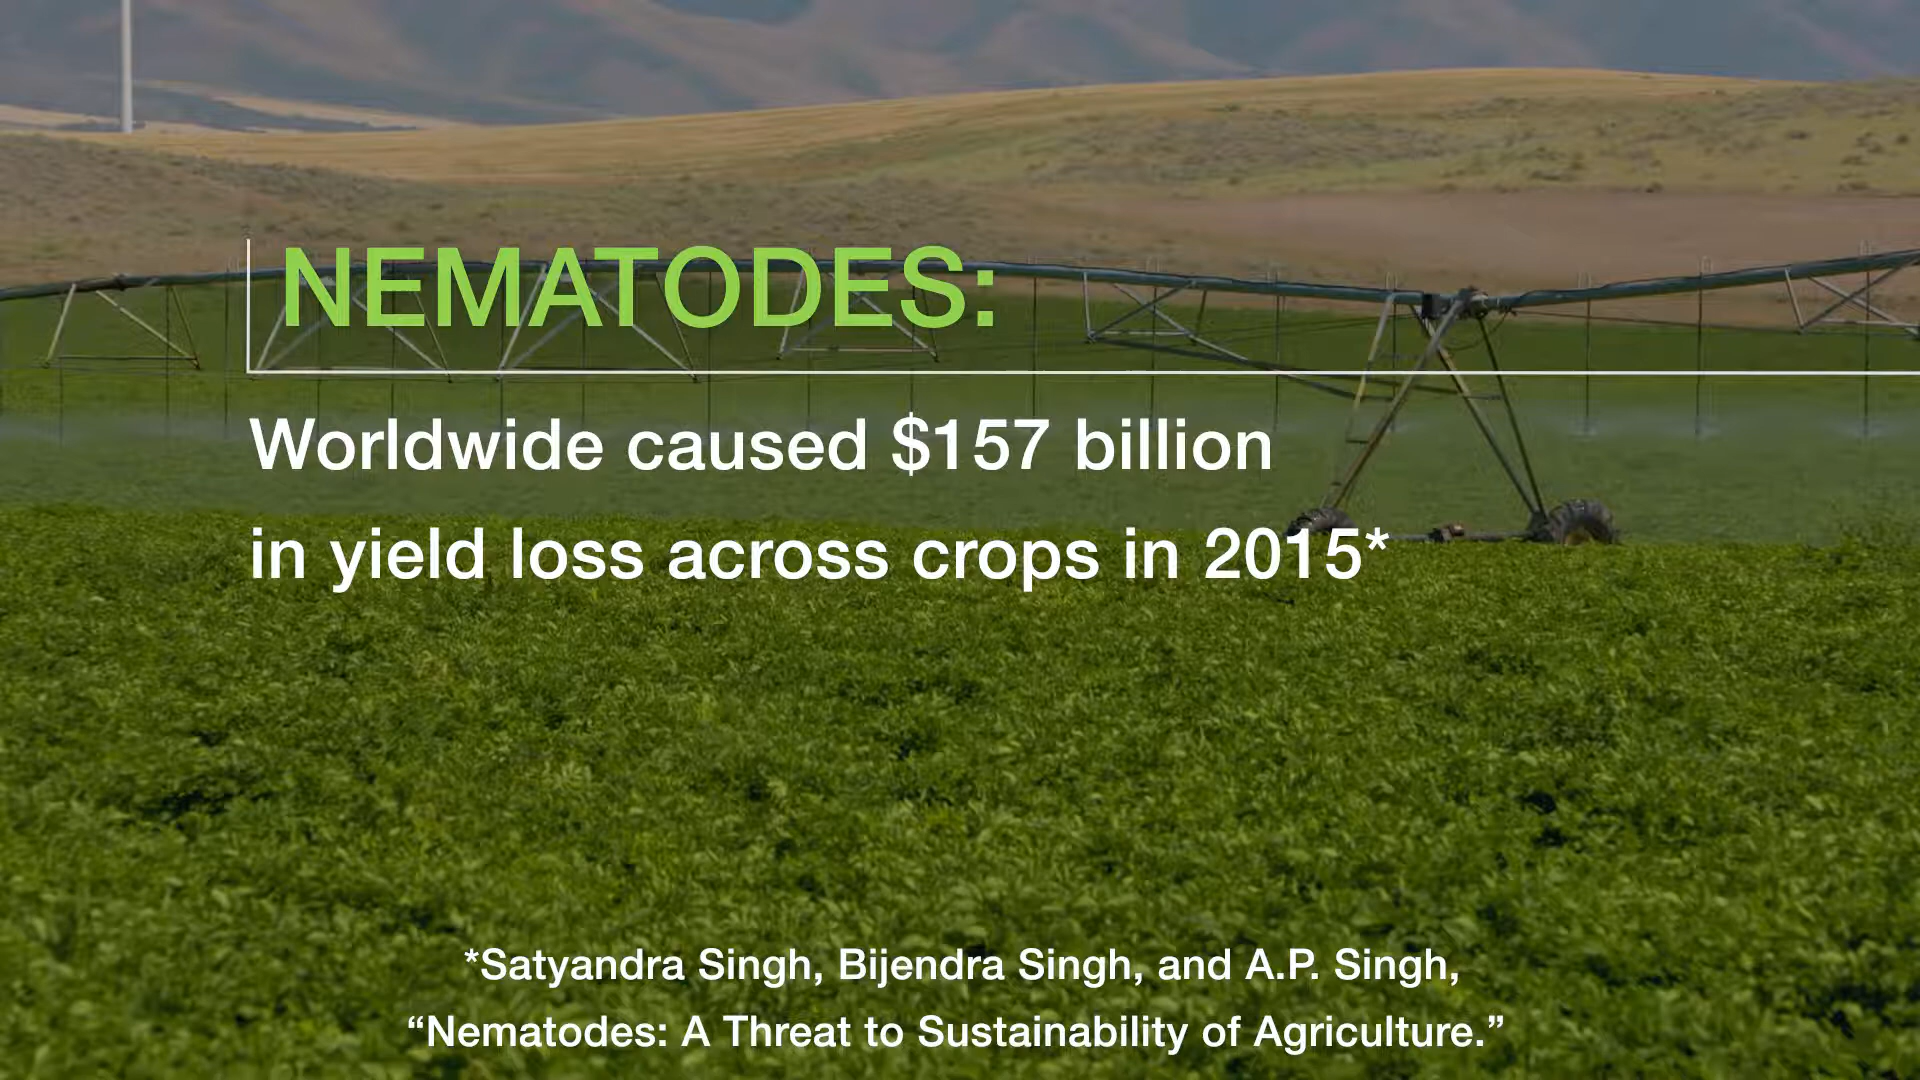 NEMATODES:
Worldwide caused $157 billion
in yield loss across crops in 2015*
*Satyandra Singh, Bijendra Singh, and A.P. Singh,
“Nematodes: A Threat to Sustainability of Agriculture.”